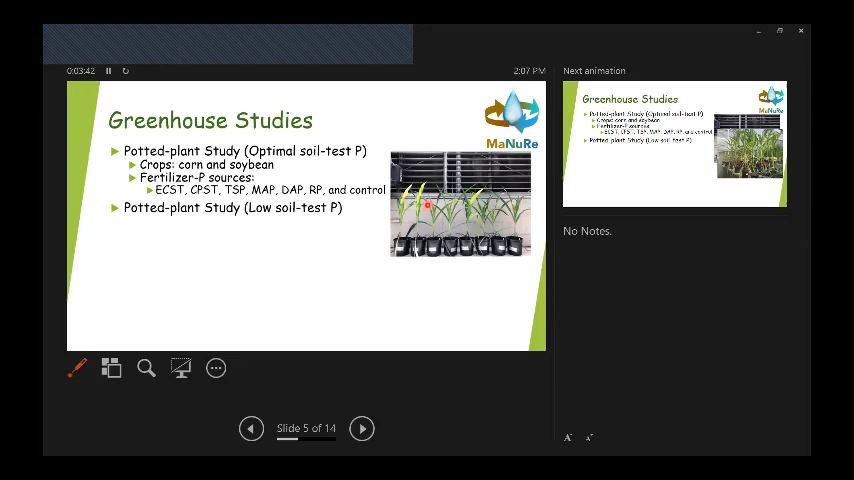 0:03:42
2:07 PM
Next animation
Greenhouse Studies
MaNuRe
Potted-plant Study (Optimal soil-test P)
Crops: corn and soybean
Fertilizer-P sources:
ECST, CPST, TSP, MAP, DAP, RP, and control
Potted-plant Study (Low soil-test P)
Greenhouse Studies
MaNuRe
Potted-plant Study (Optimal soil-test P)
Crops: corn and soybean
Fertilizer-P sources:
ECST, CPST, TSP, MAP, DAP, RP, and control
Potted plant Study (Low soil-test P)
No Notes.
Slide 5 of 14
A A